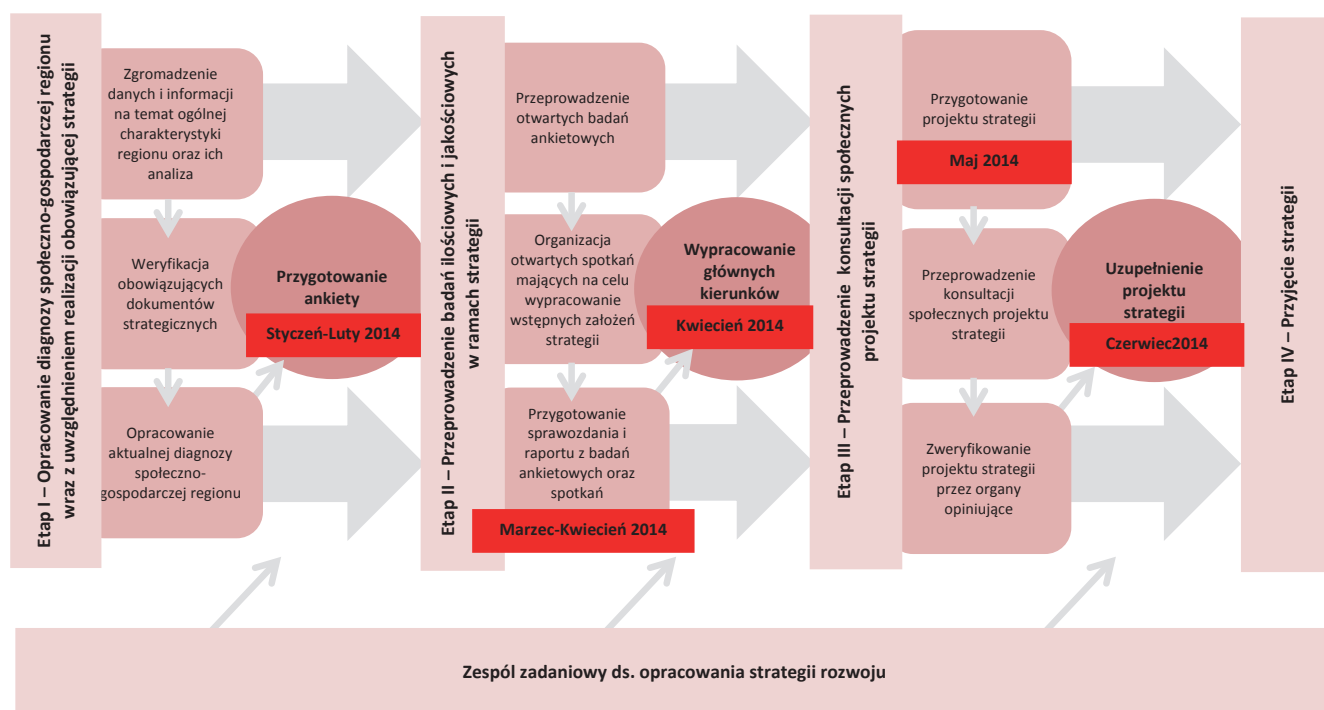 Etap I – Opracowanie diagnozy społeczno-gospodarczej regionu
wraz z uwzględnieniem realizacji obowiązującej strategii
Zgromadzenie
danych i informacji
na temat ogólnej
charakterystyki
regionu oraz ich
analiza
Weryfikacja
obowiązujących
dokumentów
strategicznych
Opracowanie
aktualnej diagnozy
społeczno-
gospodarczej regionu
Przygotowanie
ankiety
Styczeń-Luty 2014
Etap II – Przeprowadzenie badań ilościowych i jakościowych
w ramach strategii
Przeprowadzenie
otwartych badań
ankietowych
Organizacja
otwartych spotkań
mających na celu
wypracowanie
wstępnych założeń
strategii
Przygotowanie
sprawozdania i
raportu z badań
ankietowych oraz
spotkań
Marzec-Kwiecień 2014
Wypracowanie
głównych
kierunków
Kwiecień 2014
Etap III – Przeprowadzenie konsultacji społecznych
projektu strategii
Przygotowanie
projektu strategii
Maj 2014
Przeprowadzenie
konsultacji
społecznych projektu
strategii
Zweryfikowanie
projektu strategii
przez organy
opiniujące
Uzupełnienie
projektu
strategii
Czerwiec2014
Etap IV – Przyjęcie strategii
Zespól zadaniowy ds. opracowania strategii rozwoju